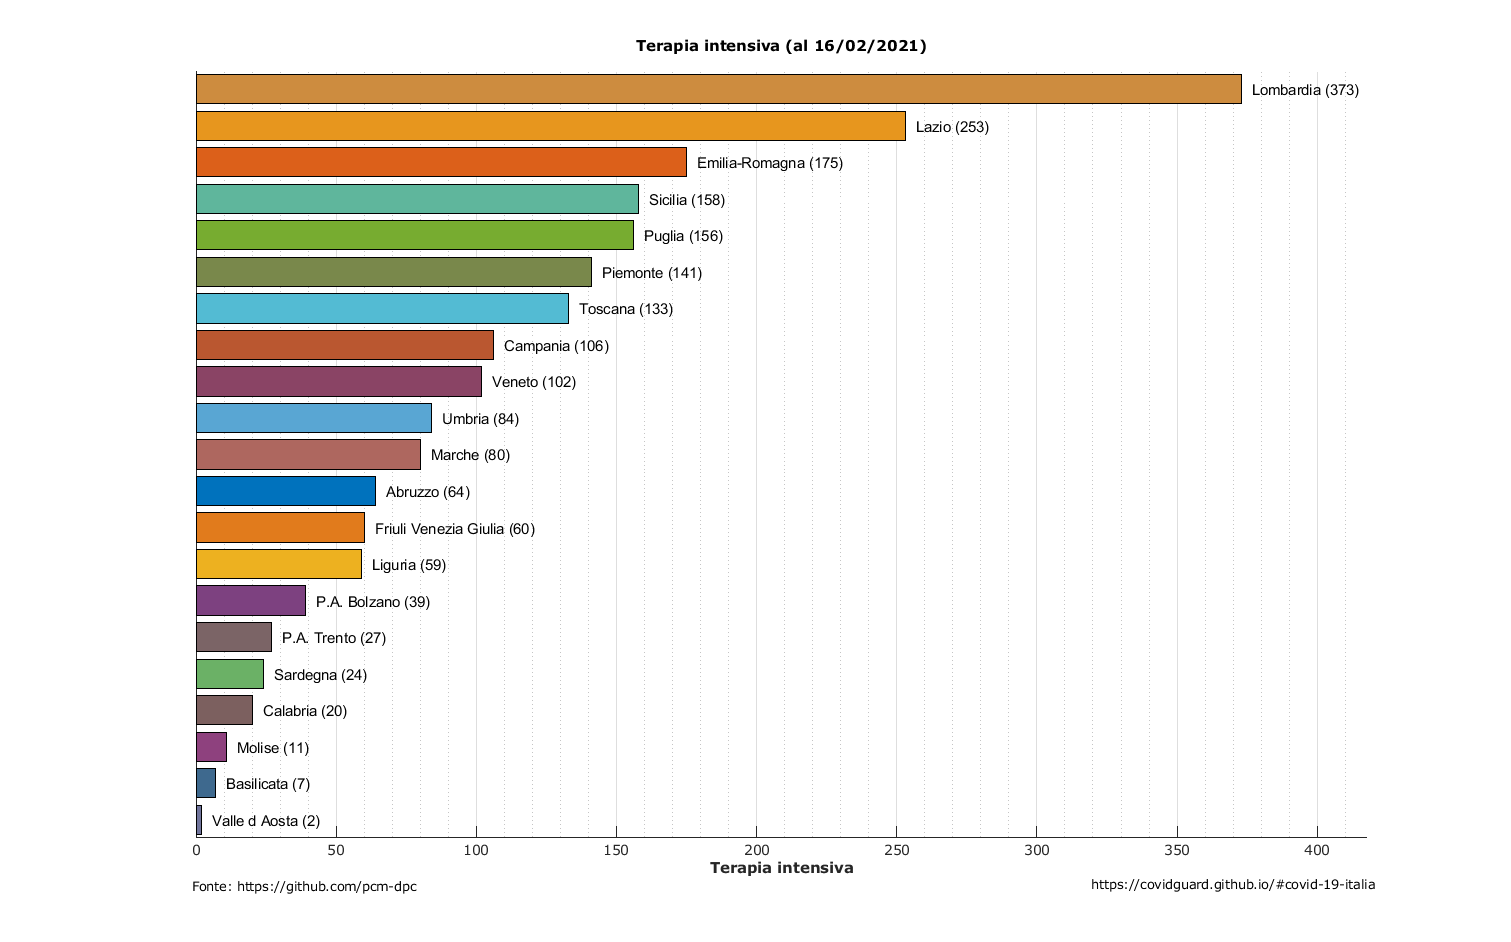 Terapia intensiva (al 16/02/2021)
Lombardia (373)
Lazio (253)
Emilia-Romagna (175)
Sicilia (158)
Puglia (156)
Piemonte (141)
Toscana (133)
Campania (106)
Veneto (102)
Umbria (84)
Marche (80)
Abruzzo (64)
Friuli Venezia Giulia (60)
Liguria (59)
P.A. Bolzano (39)
P.A. Trento (27)
Sardegna (24)
Calabria (20)
Molise (11)
Basilicata (7)
Valle d Aosta (2)
0 50 100 150 200 250 300 350 400
Terapia intensiva
Fonte: https://github.com/pcm-dpc
https://covidguard.github.io/#covid-19-italia